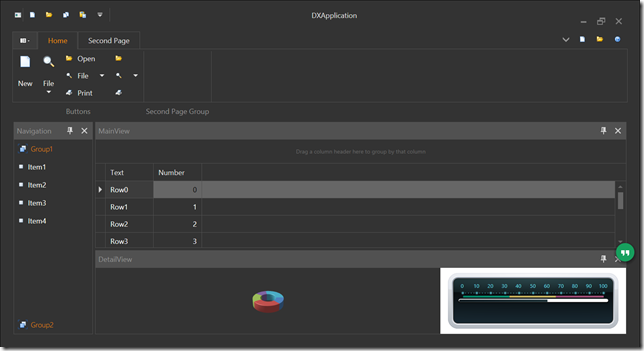 DXApplication
Home Second Page
Open
File
Print
New File
Buttons Second Page Group
Navigation
Group1
Item1
Item2
Item3
Item4
Group2
MainView
Drag a column header here to group by that column
Text Number
Row0 0
Row1 1
Row2 2
Row3 3
DetailView
0 10 20 30 40 50 60 70 80 90 100